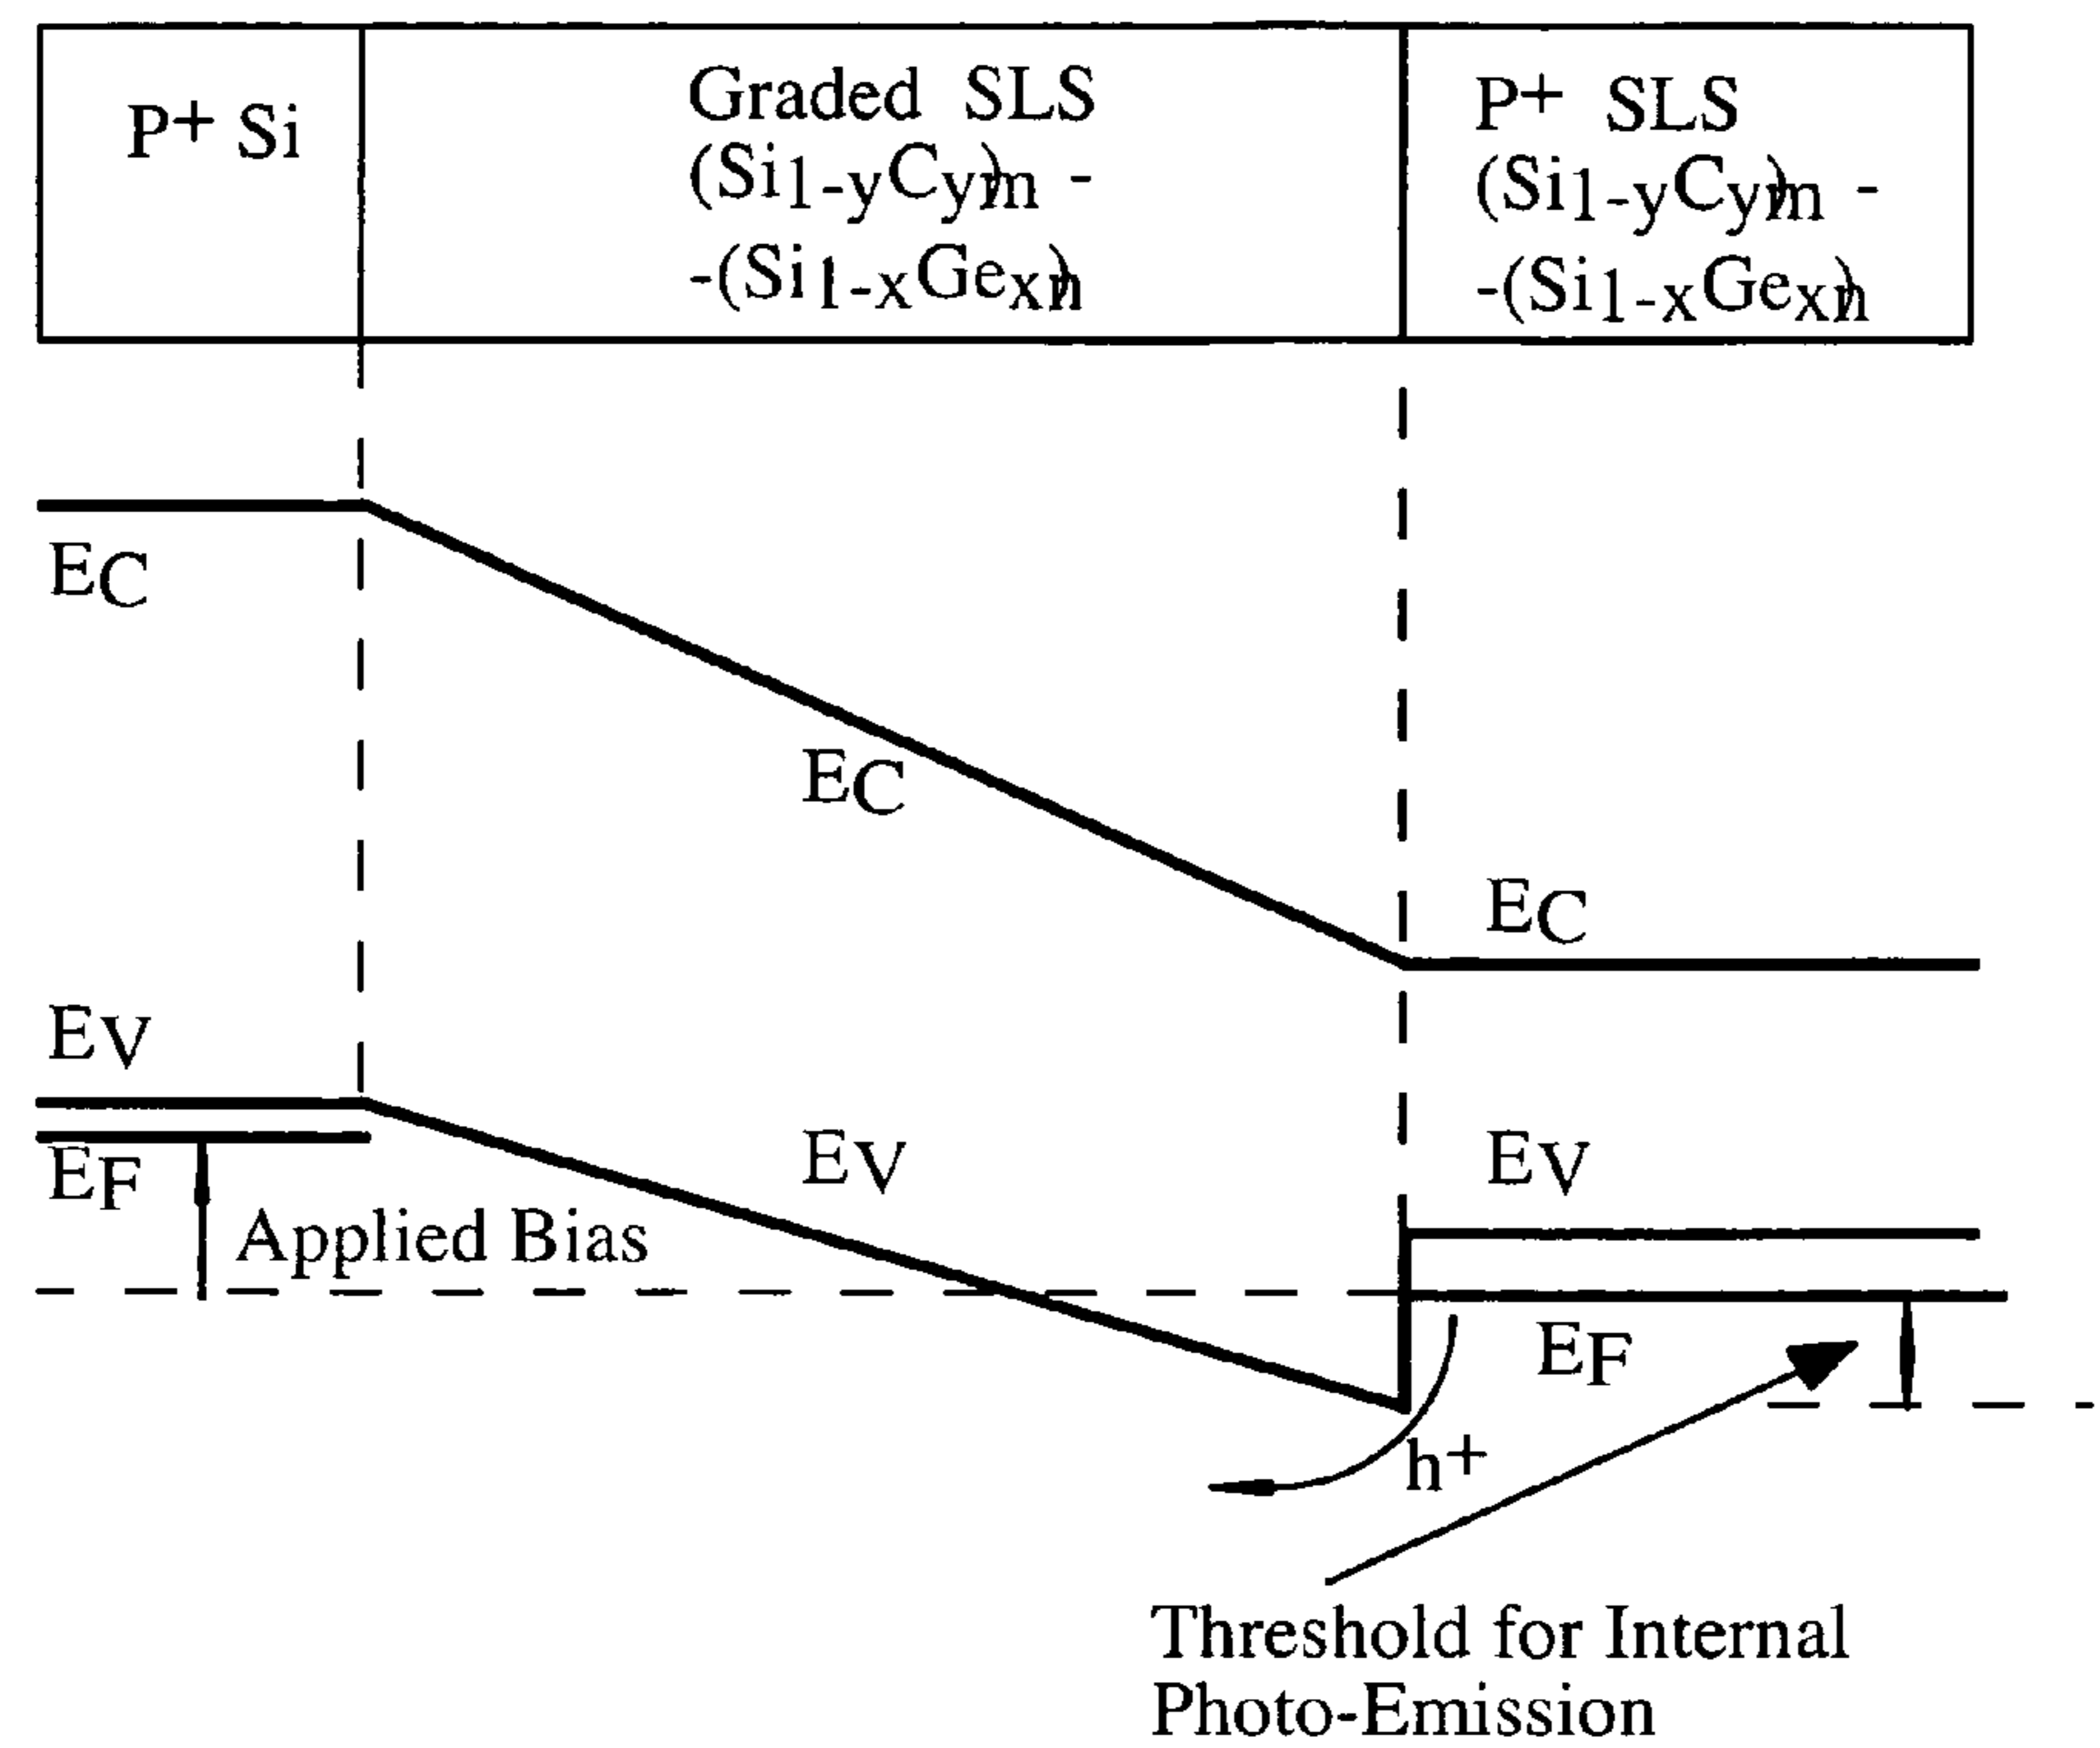 P+ Si
Graded SLS
(Si1-yCy)m -
-(Si1-xGex)n
P+ SLS
(Si1-yCy)m -
-(Si1-xGex)n
EC
EC
EC
EV
EF
Applied Bias
EV
EV
EF
h+
Threshold for Internal
Photo-Emission